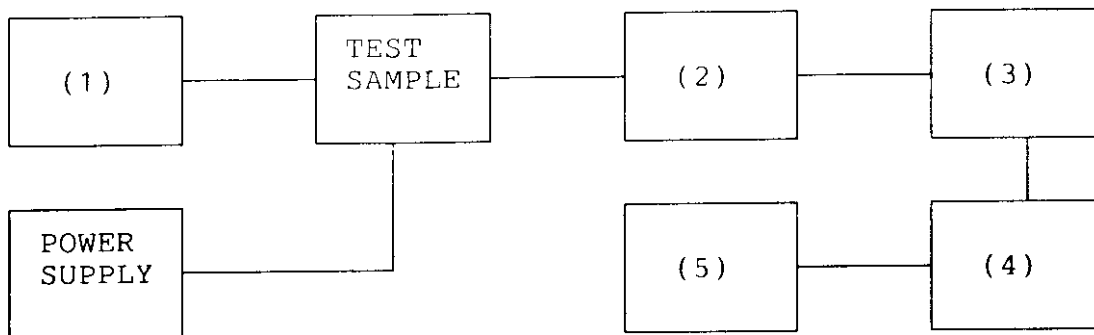 (1)
TEST
SAMPLE
(2)
(3)
POWER
SUPPLY
(5)
(4)